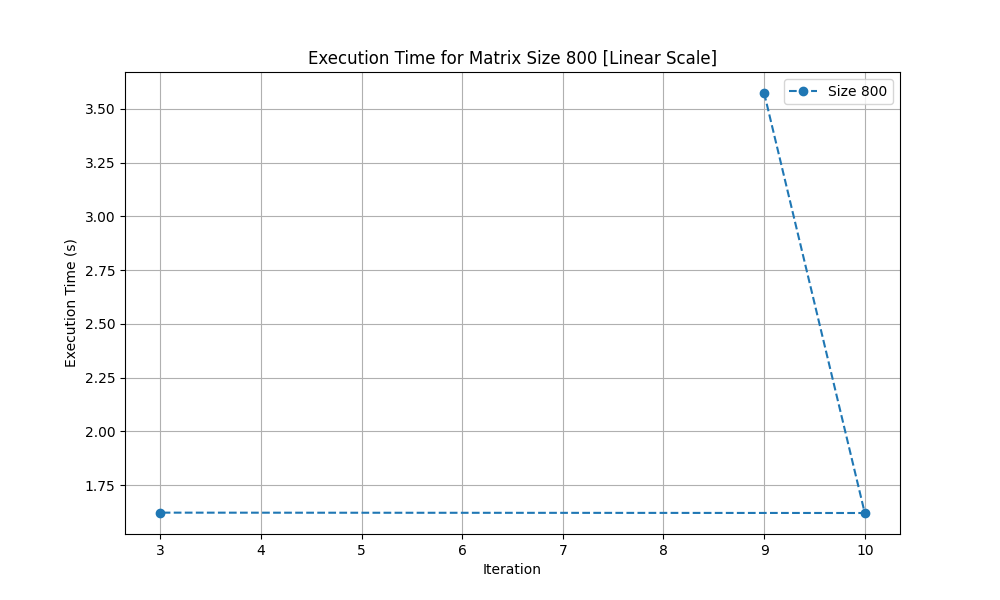 Execution Time for Matrix Size 800 [Linear Scale]
Size 800
3.50
3.25
3.00
2.75
2.50
2.25
2.00
1.75
Execution Time (s)
3 4 5 6 7 8 9 10
Iteration